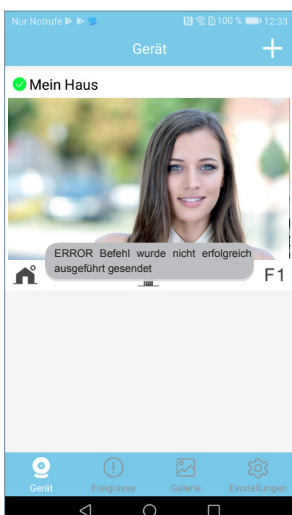 Nur Notrufe 100 % 12:33
Gerät
Mein Haus
ERROR Befehl wurde nicht erfolgreich
ausgeführt gesendet
F1
Gerät Ereignisse Galerie Einstellungen